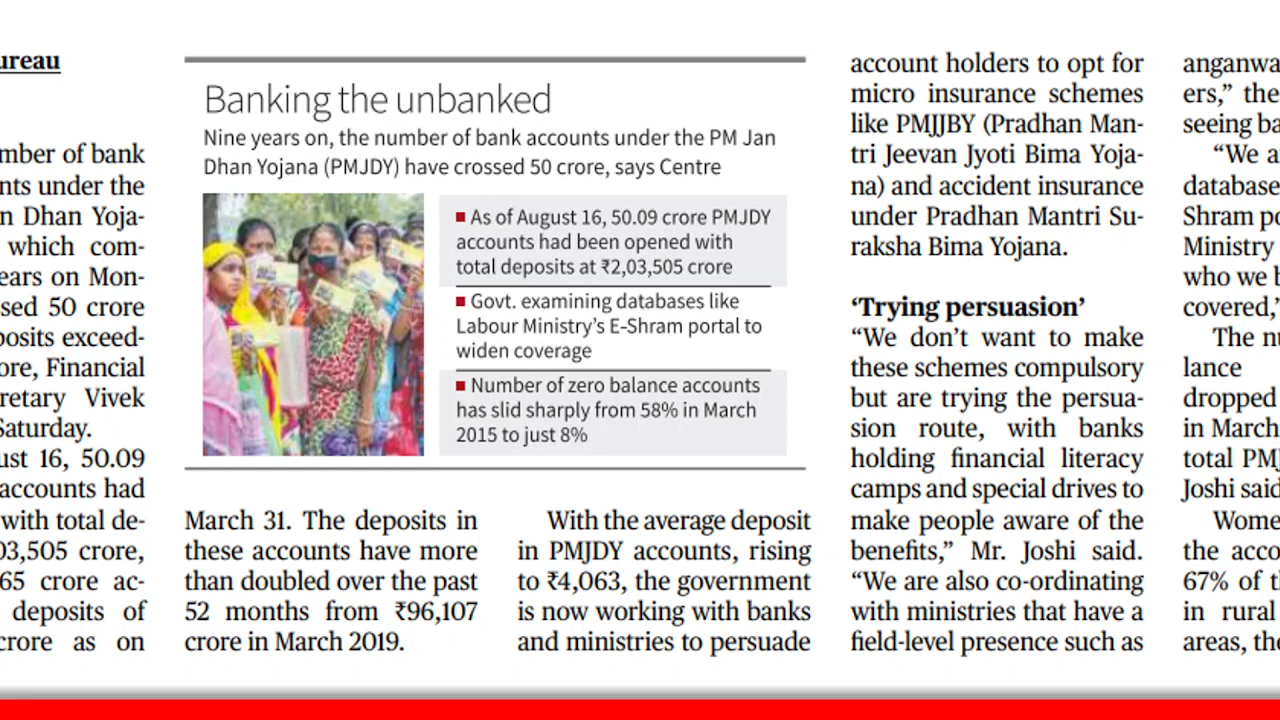 ureau
mber of bank
nts under the
n Dhan Yoja-
which com-
ears on Mon-
sed 50 crore
posits exceed-
ore, Financial
retary Vivek
Saturday.
ust 16, 50.09
accounts had
with total de-
03,505 crore,
65 crore ac-
deposits of
crore as on
Banking the unbanked
Nine years on, the number of bank accounts under the PM Jan
Dhan Yojana (PMJDY) have crossed 50 crore, says Centre
As of August 16, 50.09 crore PMJDY
accounts had been opened with
total deposits at ₹2,03,505 crore
Govt. examining databases like
Labour Ministry's E-Shram portal to
widen coverage
Number of zero balance accounts
has slid sharply from 58% in March
2015 to just 8%
March 31. The deposits in
these accounts have more
than doubled over the past
52 months from ₹96,107
crore in March 2019.
With the average deposit
in PMJDY accounts, rising
to ₹4,063, the government
is now working with banks
and ministries to persuade
account holders to opt for
micro insurance schemes
like PMJJBY (Pradhan Man-
tri Jeevan Jyoti Bima Yoja-
na) and accident insurance
under Pradhan Mantri Su-
raksha Bima Yojana.
‘Trying persuasion’
“We don’t want to make
these schemes compulsory
but are trying the persua-
sion route, with banks
holding financial literacy
camps and special drives to
make people aware of the
benefits,” Mr. Joshi said.
“We are also co-ordinating
with ministries that have a
field-level presence such as
anganwa
ers,” the
seeing ba
“We a
database
Shram po
Ministry
who we b
covered,’
The nu
lance
dropped
in March
total PMJ
Joshi said
Wome
the acco
67% of th
in rural
areas, the